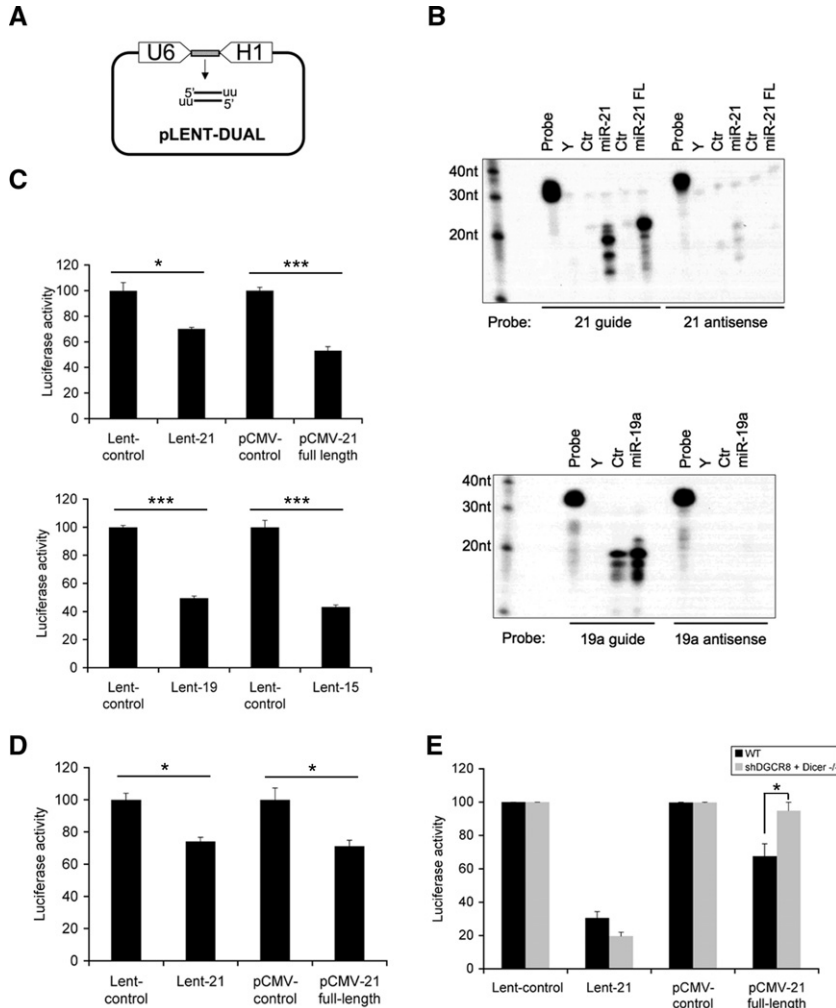 A
U6
H1
5'
uu
uu
5'
pLENT-DUAL
B
Probe
Y
Ctr
miR-21
Ctr
miR-21 FL
Probe
Y
Ctr
miR-21
Ctr
miR-21 FL
40nt
30nt
20nt
Probe:
21 guide
21 antisense
Probe
Y
Ctr
miR-19a
Probe
Y
Ctr
miR-19a
40nt
30nt
20nt
Probe:
19a guide
19a antisense
C
Luciferase activity
120
100
80
60
40
20
0
*
***
Lent-
control
Lent-21
pCMV-
control
pCMV-21
full length
Luciferase activity
120
100
80
60
40
20
0
***
***
Lent-
control
Lent-19
Lent-
control
Lent-15
D
Luciferase activity
120
100
80
60
40
20
0
*
*
Lent-
control
Lent-21
pCMV-
control
pCMV-21
full-length
E
WT
shDGCR8 + Dicer -/-
Luciferase activity
120
100
80
60
40
20
0
*
Lent-control
Lent-21
pCMV-
control
pCMV-21
full-length